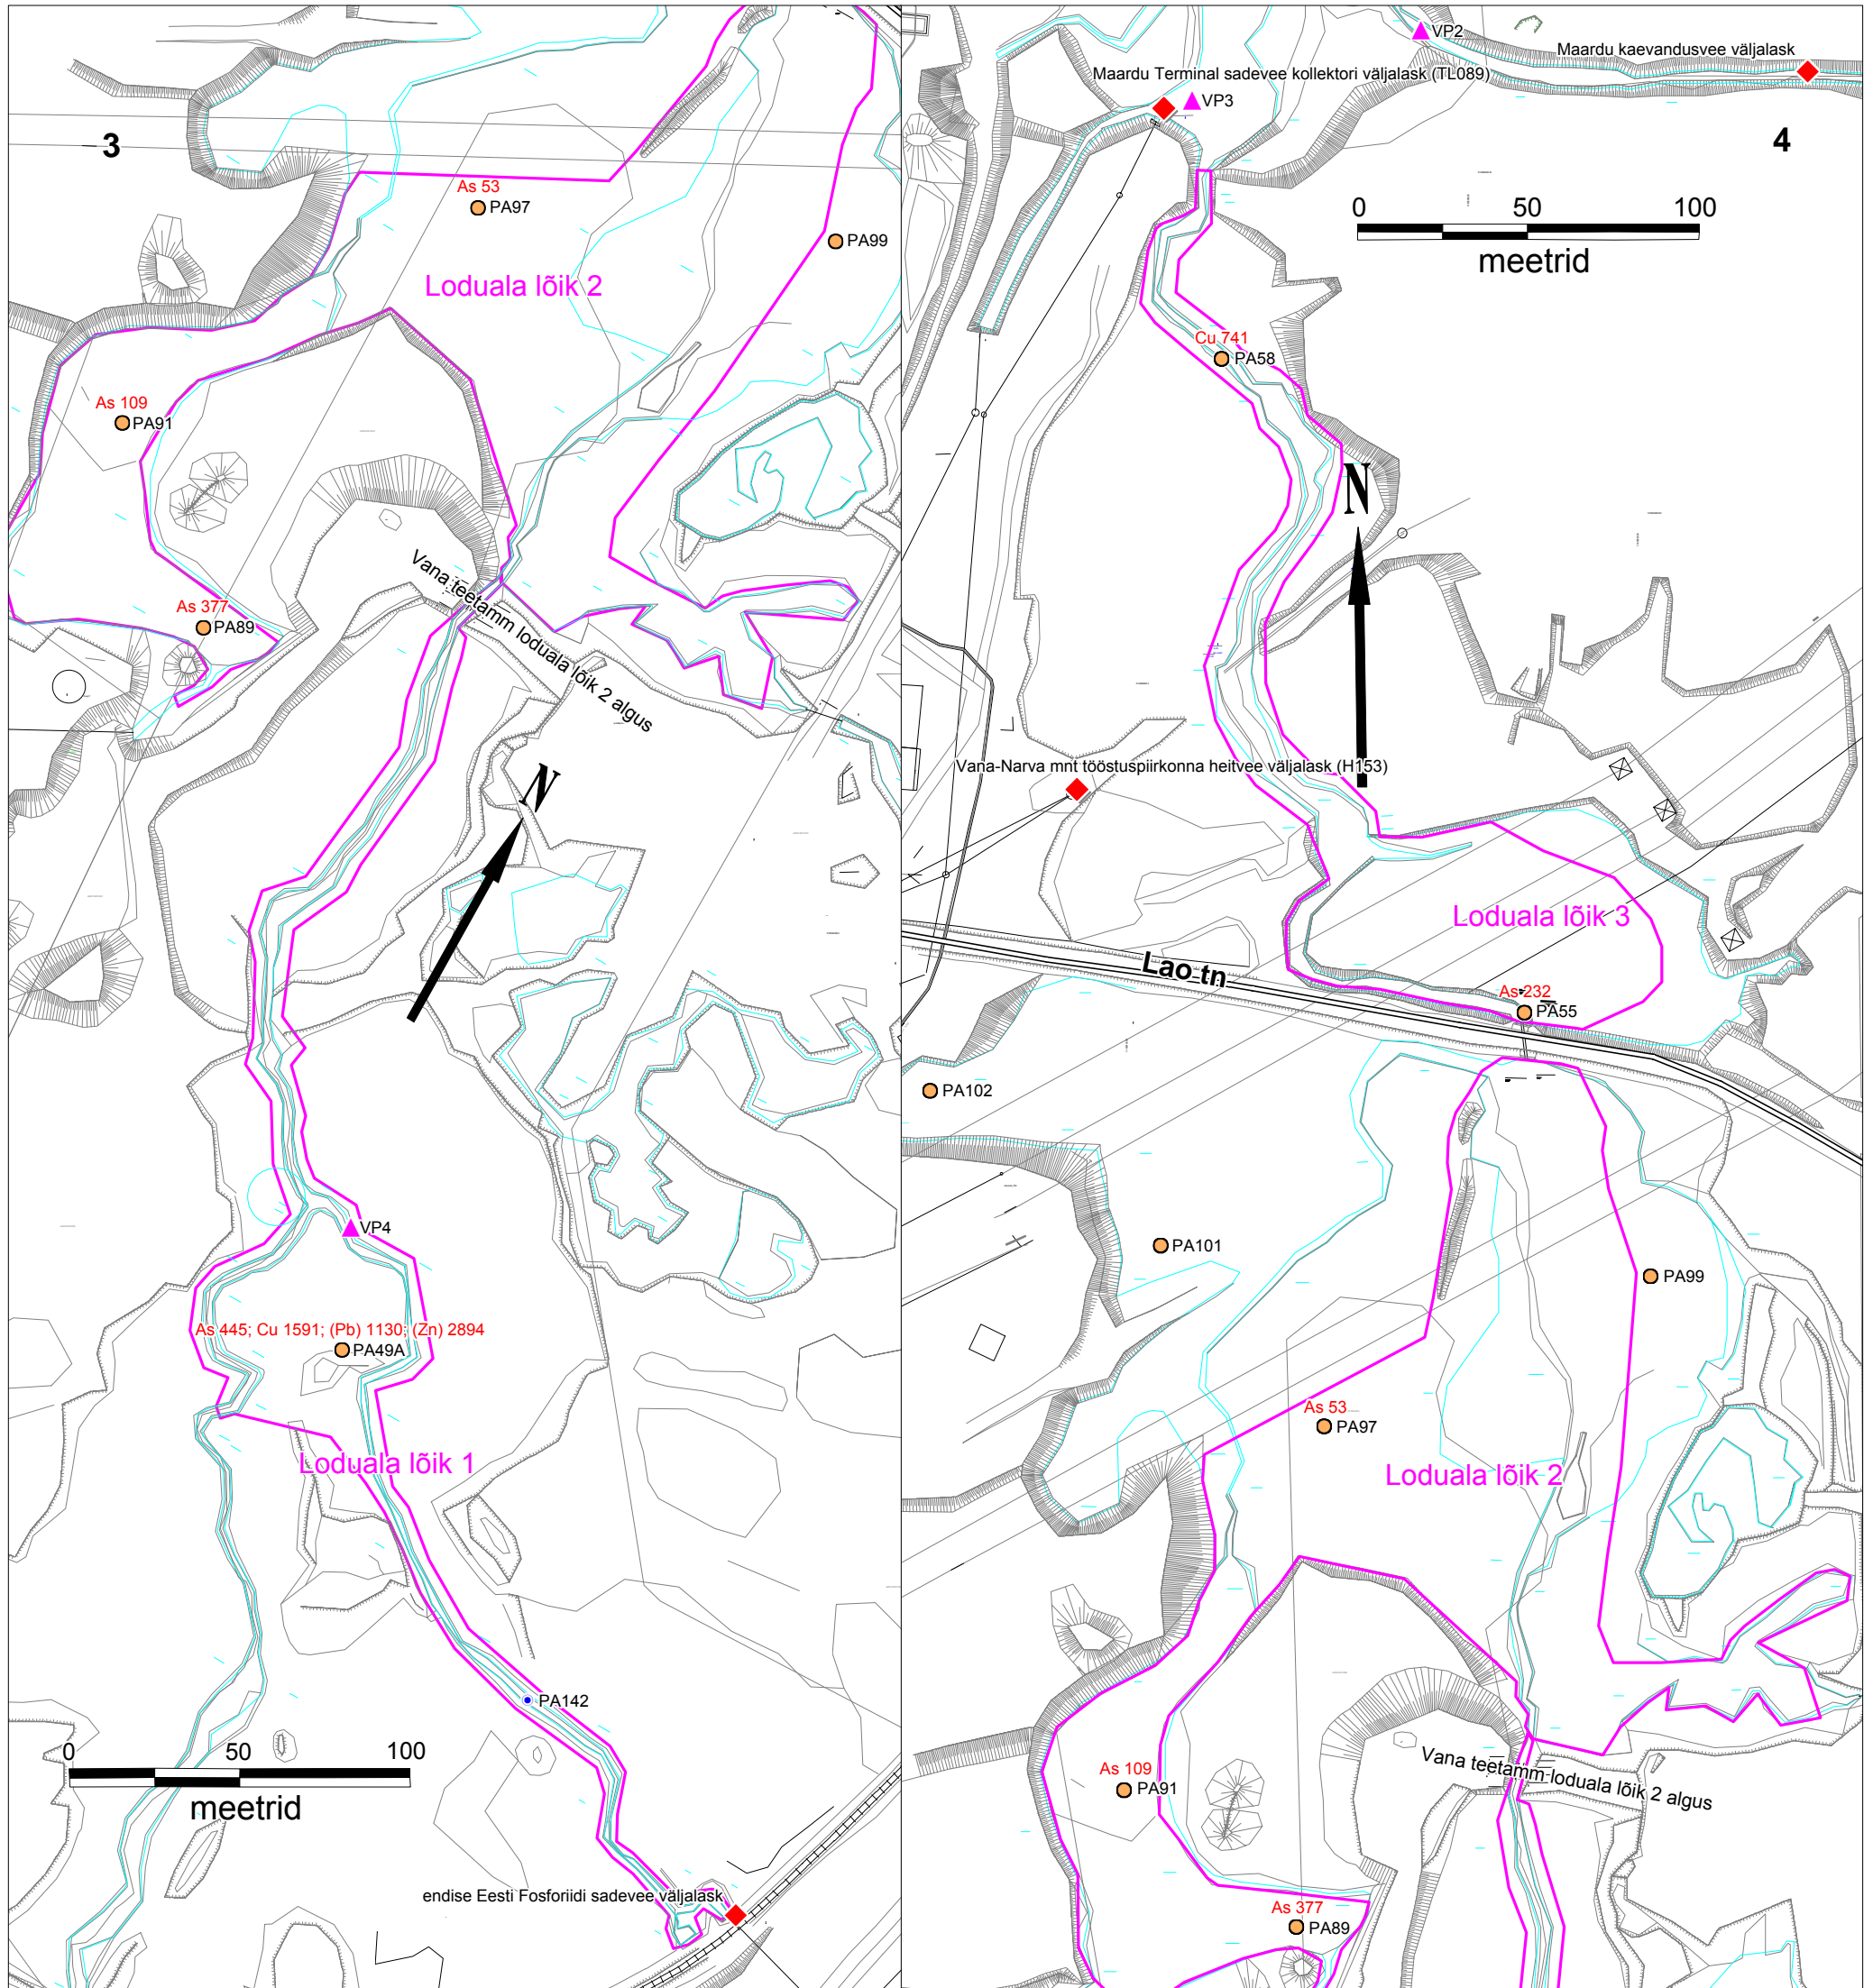 3
As 53
PA97
PA99
Loduala lõik 2
As 109
PA91
Vana teetamm loduala lõik 2 algus
As 377
PA89
N
VP4
As 445; Cu 1591; (Pb) 1130; (Zn) 2894
PA49A
Loduala lõik 1
PA142
0 50 100
meetrid
endise Eesti Fosforiidi sadevee väljalask
VP2
Maardu kaevandusvee väljalask
Maardu Terminal sadevee kollektori väljalask (TL089)
VP3
4
0 50 100
meetrid
Cu 741
PA58
N
Vana-Narva mnt tööstuspiirkonna heitvee väljalask (H153)
Loduala lõik 3
Lao tn
As 232
PA55
PA102
PA101
PA99
As 53
PA97
Loduala lõik 2
Vana teetamm loduala lõik 2 algus
As 109
PA91
As 377
PA89